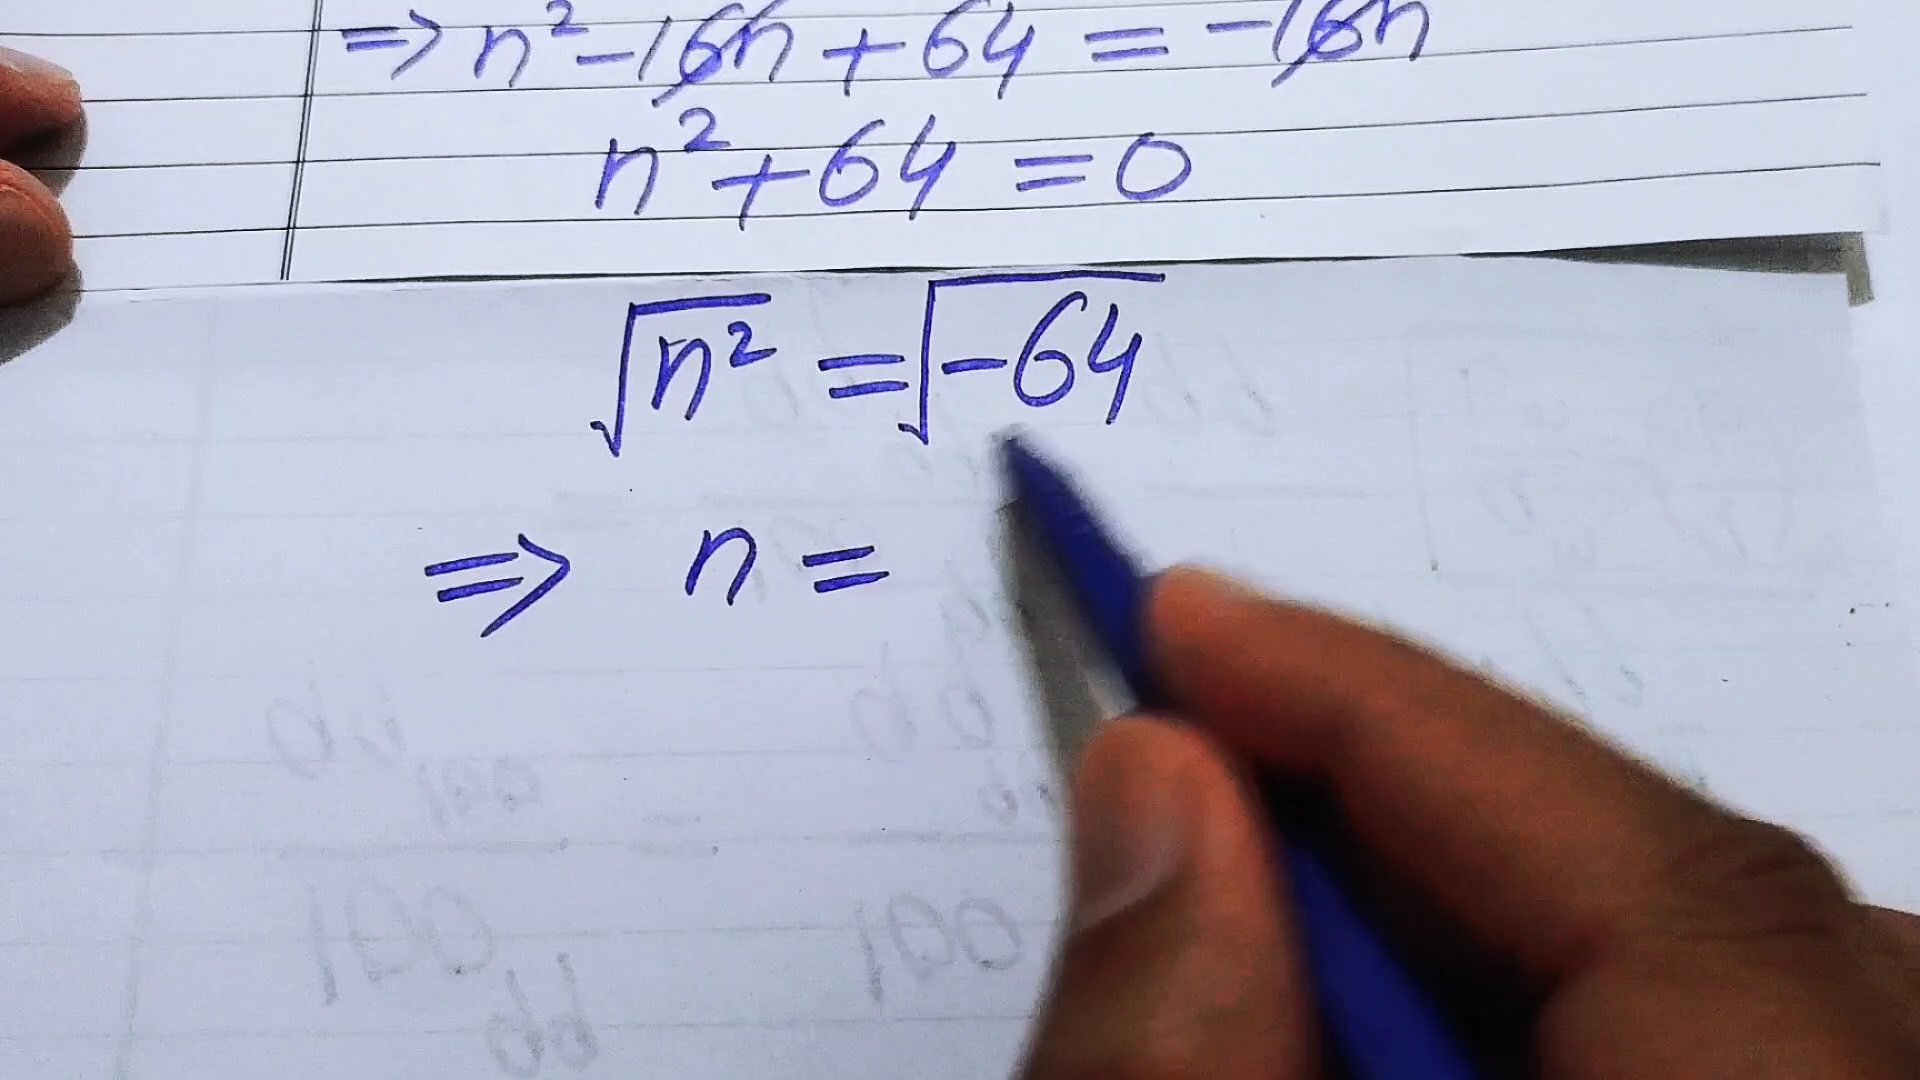 ⇒ n² - 16n + 64 = -16n
n² + 64 = 0
√n² = √-64
⇒ n =